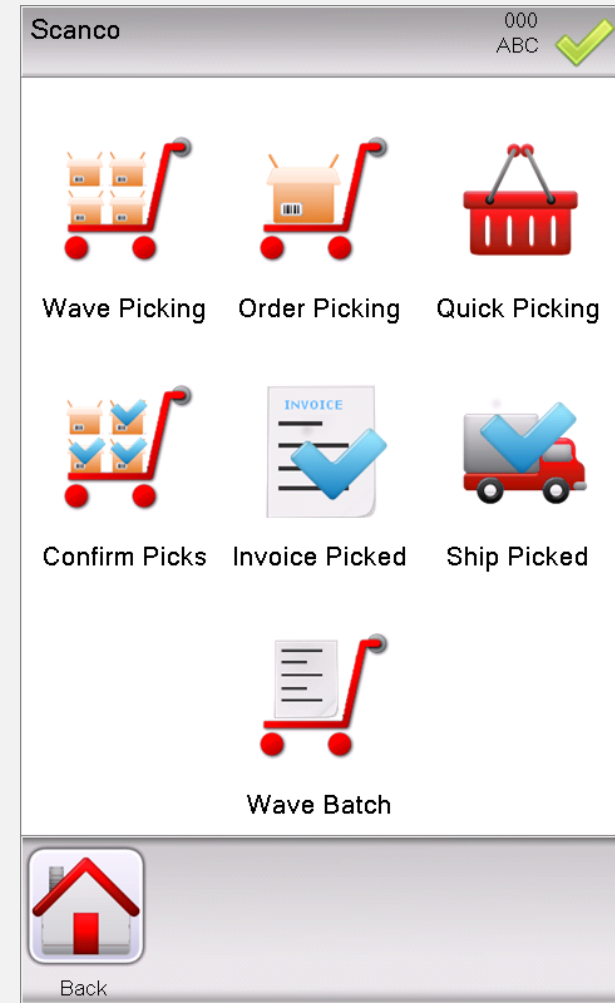 Scanco
000
ABC
Wave Picking
Order Picking
Quick Picking
INVOICE
Confirm Picks
Invoice Picked
Ship Picked
Wave Batch
Back